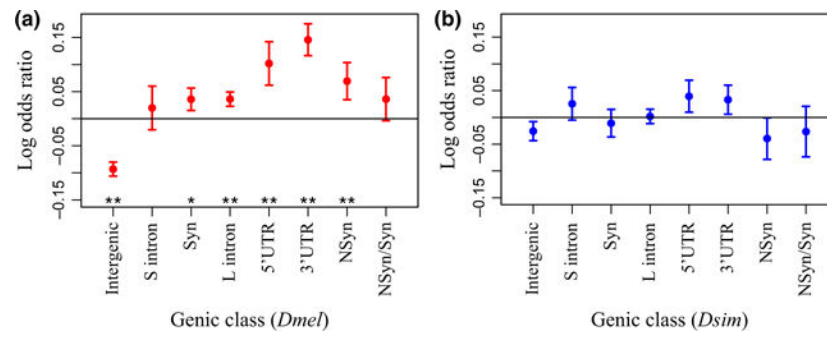 (a)
Log odds ratio
0.15
0.05
−0.05
−0.15
** * ** ** ** **
Intergenic
S intron
Syn
L intron
5'UTR
3'UTR
NSyn
NSyn/Syn
Genic class (Dmel)
(b)
Log odds ratio
0.15
0.05
−0.05
−0.15
Intergenic
S intron
Syn
L intron
5'UTR
3'UTR
NSyn
NSyn/Syn
Genic class (Dsim)